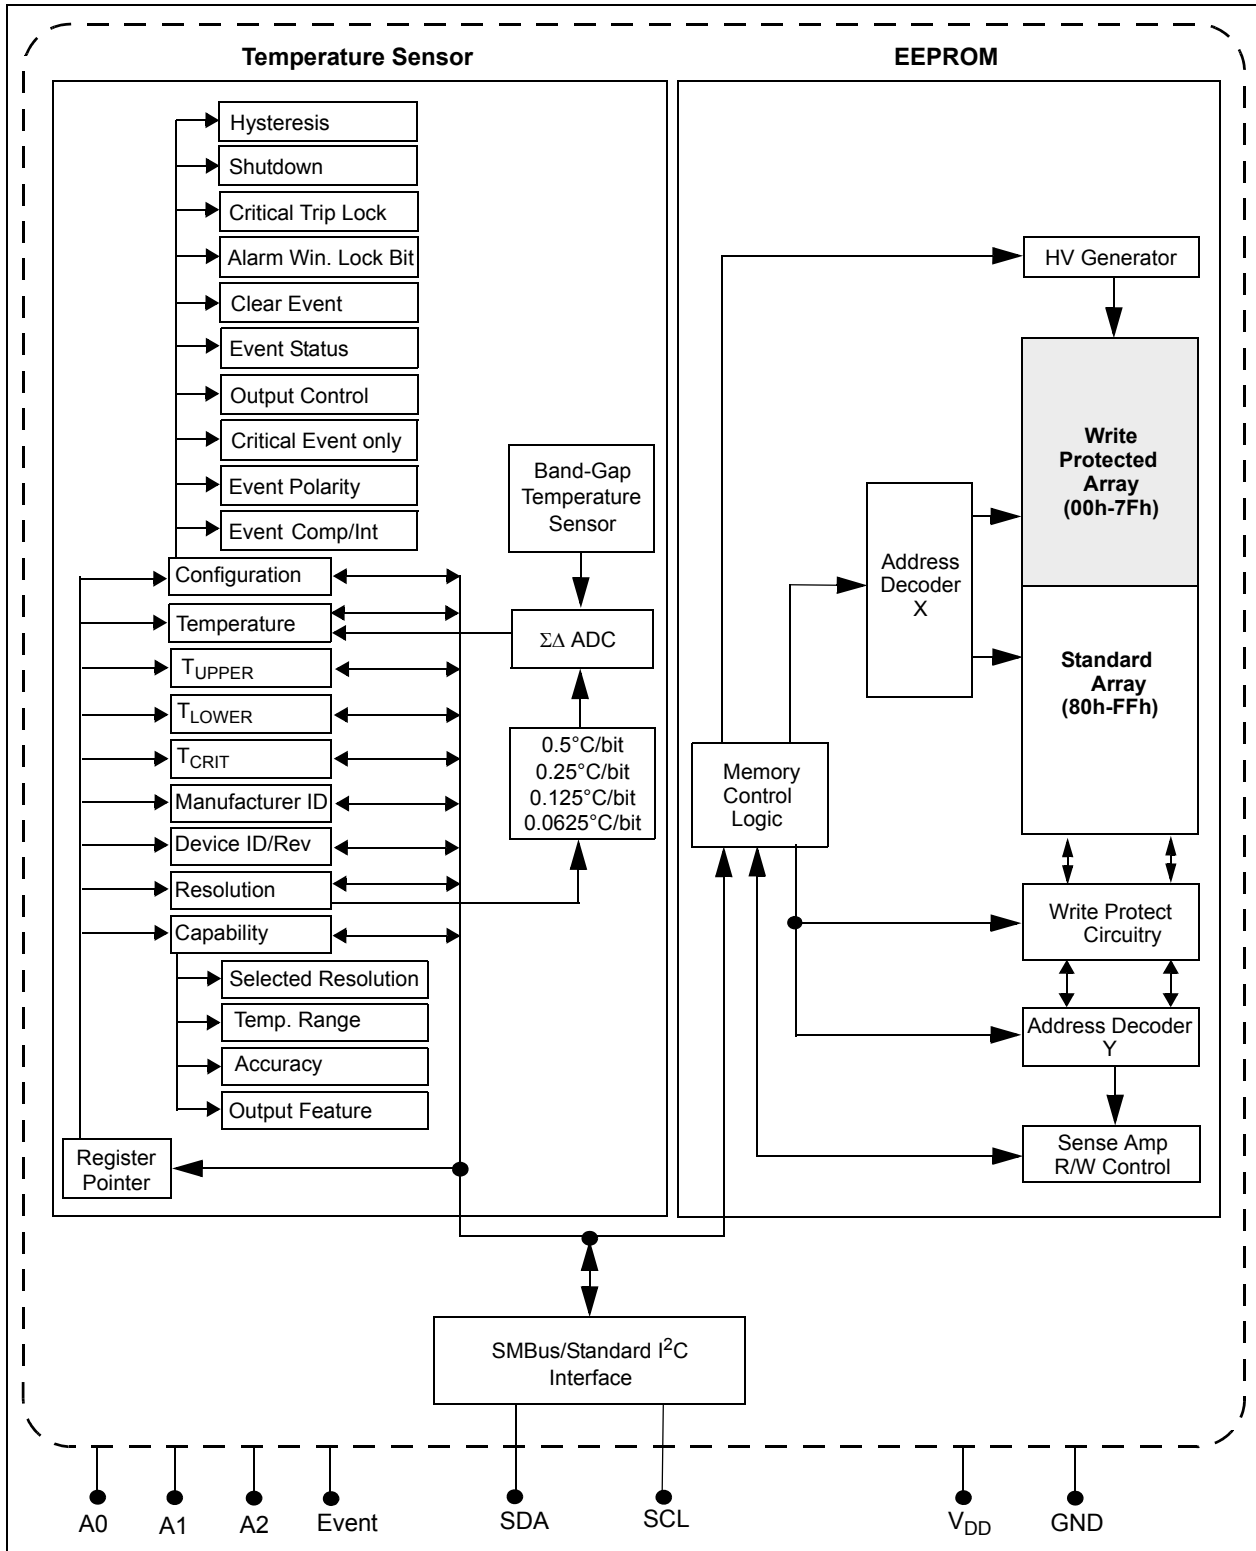 Temperature Sensor
Hysteresis
Shutdown
Critical Trip Lock
Alarm Win. Lock Bit
Clear Event
Event Status
Output Control
Critical Event only
Event Polarity
Event Comp/Int
Configuration
Temperature
TUPPER
TLOWER
TCRIT
Manufacturer ID
Device ID/Rev
Resolution
Capability
Selected Resolution
Temp. Range
Accuracy
Output Feature
Register
Pointer
Band-Gap
Temperature
Sensor
ΣΔ ADC
0.5°C/bit
0.25°C/bit
0.125°C/bit
0.0625°C/bit
EEPROM
HV Generator
Write
Protected
Array
(00h-7Fh)
Address
Decoder
X
Standard
Array
(80h-FFh)
Memory
Control
Logic
Write Protect
Circuitry
Address Decoder
Y
Sense Amp
R/W Control
SMBus/Standard I²C
Interface
A0
A1
A2
Event
SDA
SCL
VDD
GND